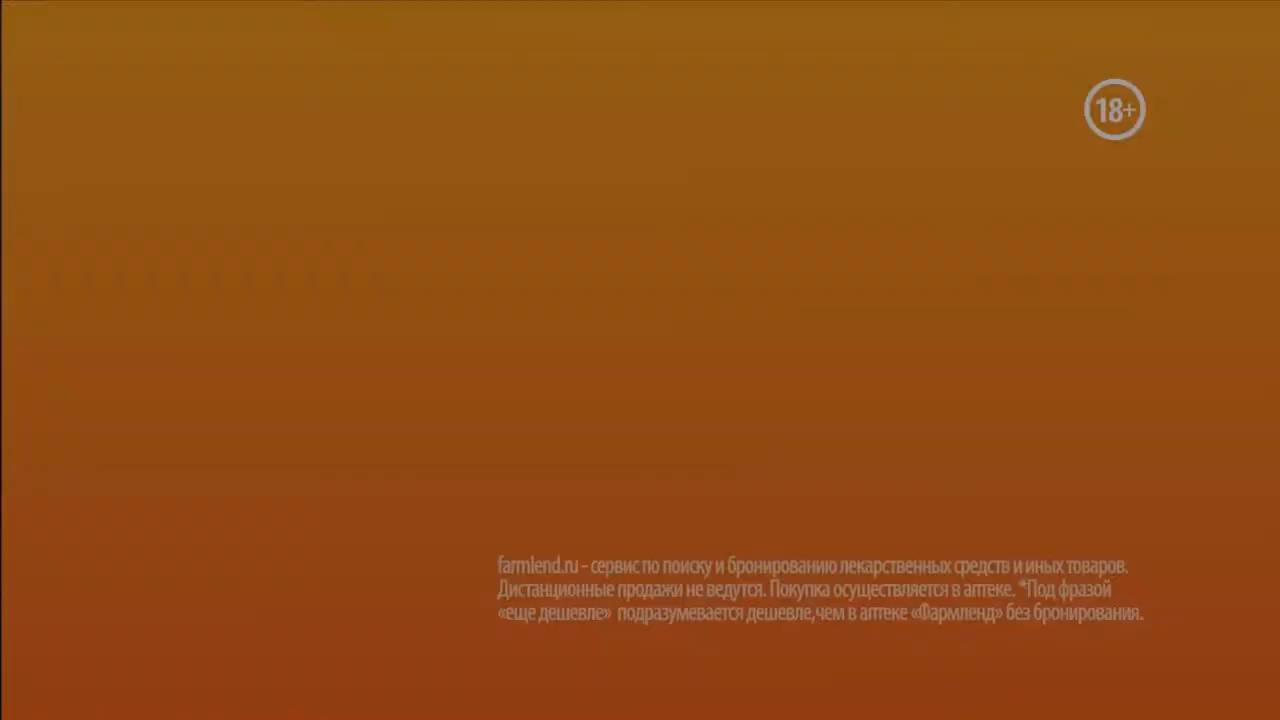 18+
farmlend.ru - сервис по поиску и бронированию лекарственных средств и иных товаров.
Дистанционные продажи не ведутся. Покупка осуществляется в аптеке. *Под фразой
«еще дешевле» подразумевается дешевле, чем в аптеке «Фармленд» без бронирования.